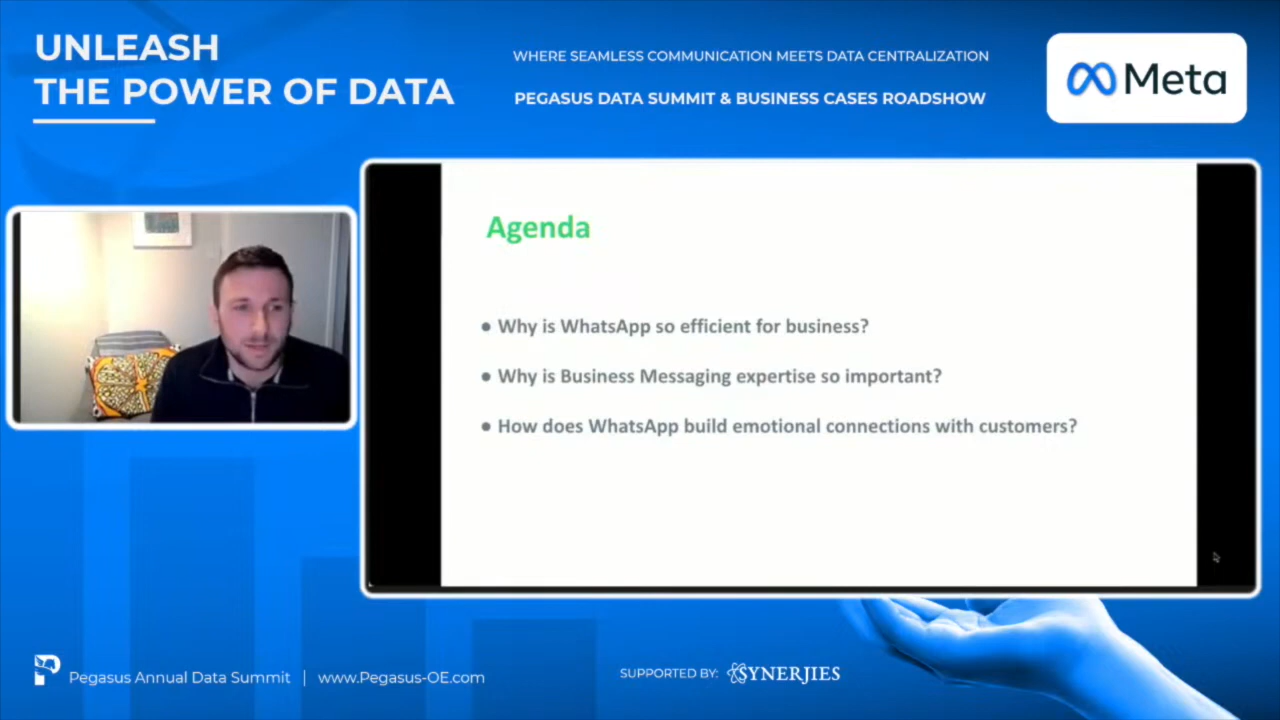 UNLEASH
THE POWER OF DATA
WHERE SEAMLESS COMMUNICATION MEETS DATA CENTRALIZATION
PEGASUS DATA SUMMIT & BUSINESS CASES ROADSHOW
Meta
Agenda
● Why is WhatsApp so efficient for business?
● Why is Business Messaging expertise so important?
● How does WhatsApp build emotional connections with customers?
Pegasus Annual Data Summit | www.Pegasus-OE.com
SUPPORTED BY: SYNERJIES